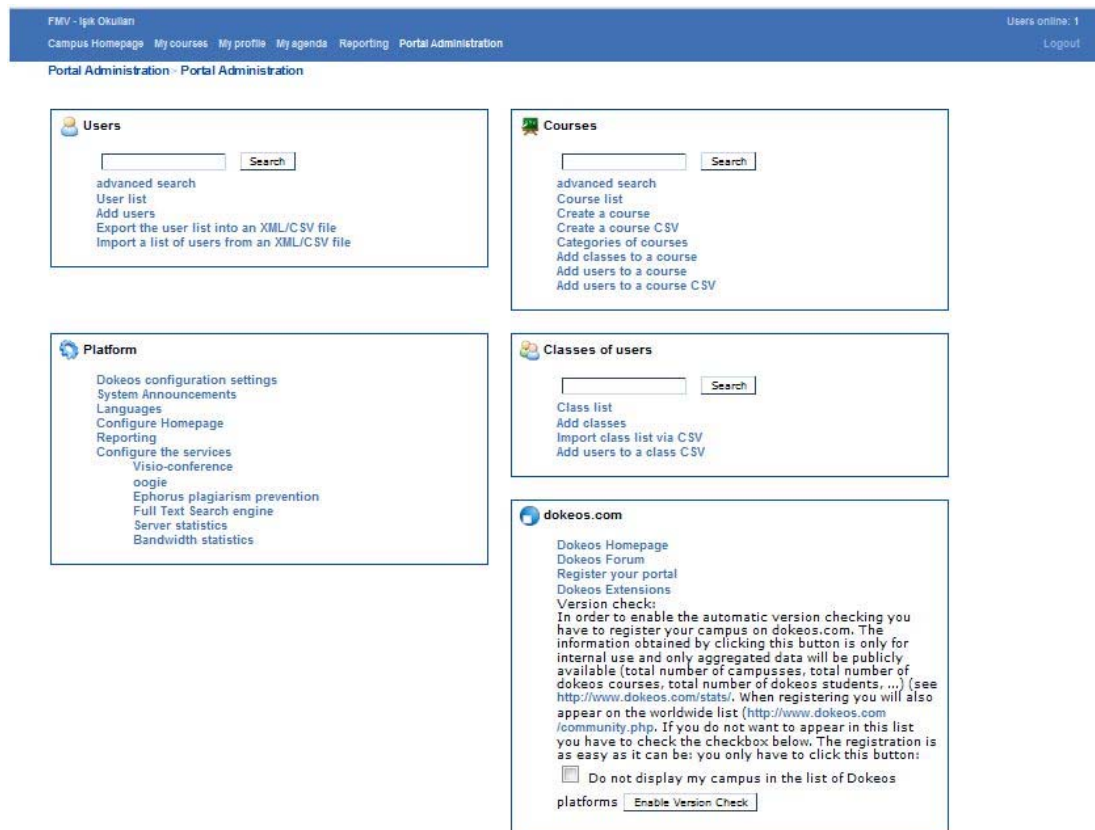 FMV - Işık Okulları
Users online: 1
Campus Homepage My courses My profile My agenda Reporting Portal Administration
Logout
Portal Administration > Portal Administration
Users
Search
advanced search
User list
Add users
Export the user list into an XML/CSV file
Import a list of users from an XML/CSV file
Courses
Search
advanced search
Course list
Create a course
Create a course CSV
Categories of courses
Add classes to a course
Add users to a course
Add users to a course CSV
Platform
Dokeos configuration settings
System Announcements
Languages
Configure Homepage
Reporting
Configure the services
Visio-conference
oogie
Ephorus plagiarism prevention
Full Text Search engine
Server statistics
Bandwidth statistics
Classes of users
Search
Class list
Add classes
Import class list via CSV
Add users to a class CSV
dokeos.com
Dokeos Homepage
Dokeos Forum
Register your portal
Dokeos Extensions
Version check:
In order to enable the automatic version checking you
have to register your campus on dokeos.com. The
information obtained by clicking this button is only for
internal use and only aggregated data will be publicly
available (total number of campusses, total number of
dokeos courses, total number of dokeos students, ...) (see
http://www.dokeos.com/stats/. When registering you will also
appear on the worldwide list (http://www.dokeos.com
/community.php. If you do not want to appear in this list
you have to check the checkbox below. The registration is
as easy as it can be: you only have to click this button:
Do not display my campus in the list of Dokeos
platforms Enable Version Check